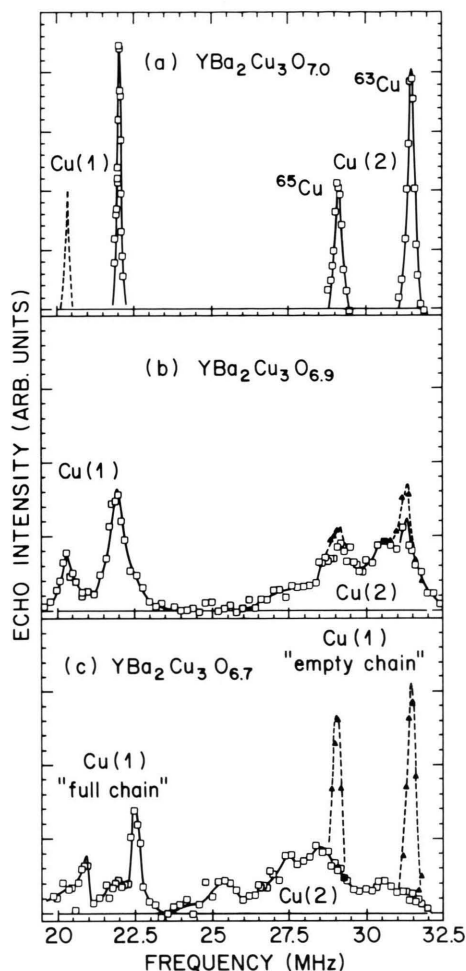 (a) YBa₂Cu₃O₇.₀
⁶³Cu
Cu(1)
Cu(2)
⁶⁵Cu
(b) YBa₂Cu₃O₆.₉
Cu(1)
Cu(2)
Cu(1)
"empty chain"
(c) YBa₂Cu₃O₆.₇
Cu(1)
"full chain"
Cu(2)
20 22.5 25 27.5 30 32.5
FREQUENCY (MHz)
ECHO INTENSITY (ARB. UNITS)